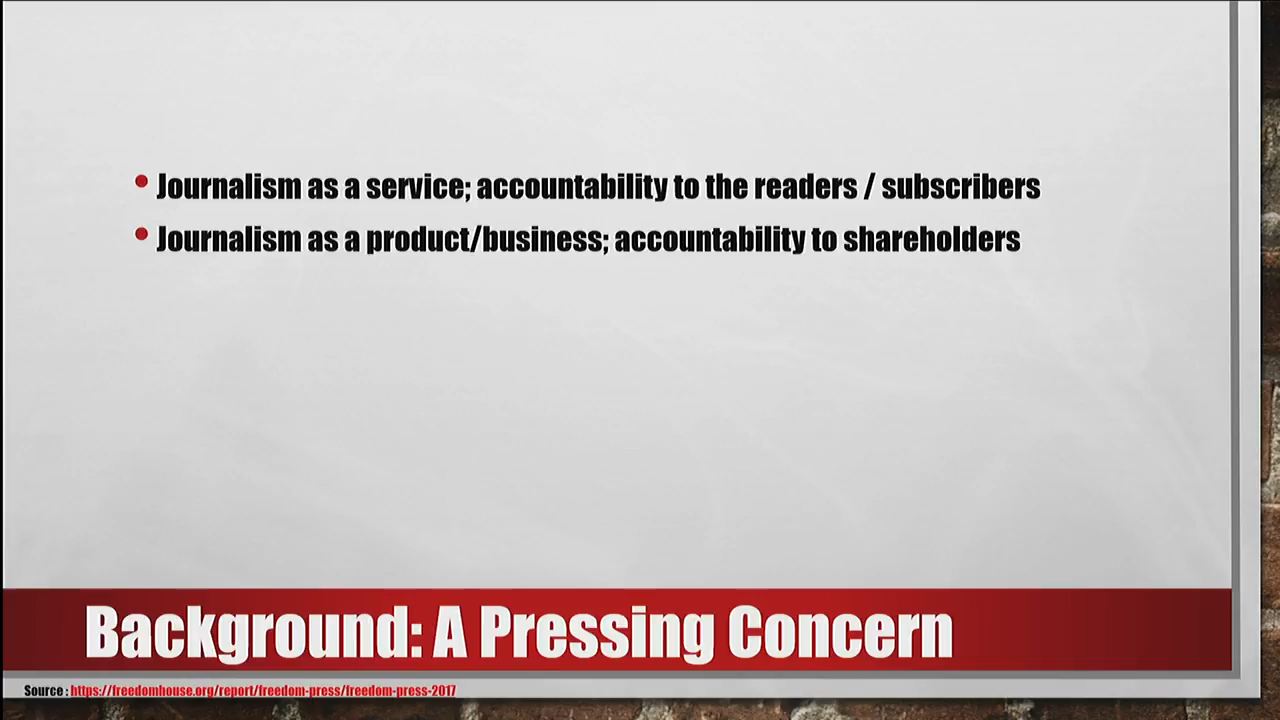 • Journalism as a service; accountability to the readers / subscribers
• Journalism as a product/business; accountability to shareholders
Background: A Pressing Concern
Source : https://freedomhouse.org/report/freedom-press/freedom-press-2017